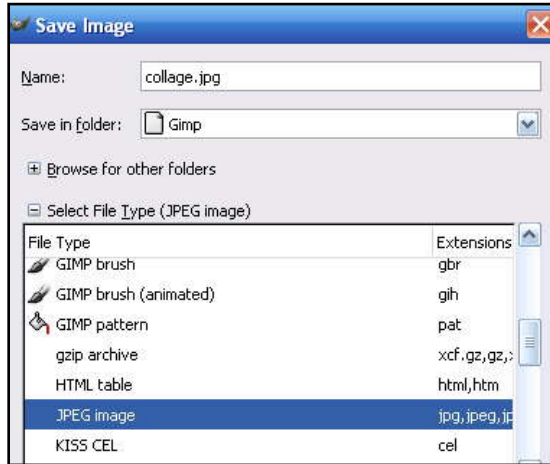 Save Image
Name: collage.jpg
Save in folder: Gimp
Browse for other folders
Select File Type (JPEG image)
File Type Extensions
GIMP brush gbr
GIMP brush (animated) gih
GIMP pattern pat
gzip archive xcf.gz,gz,
HTML table html,htm
JPEG image jpg,jpeg,jp
KISS CEL cel